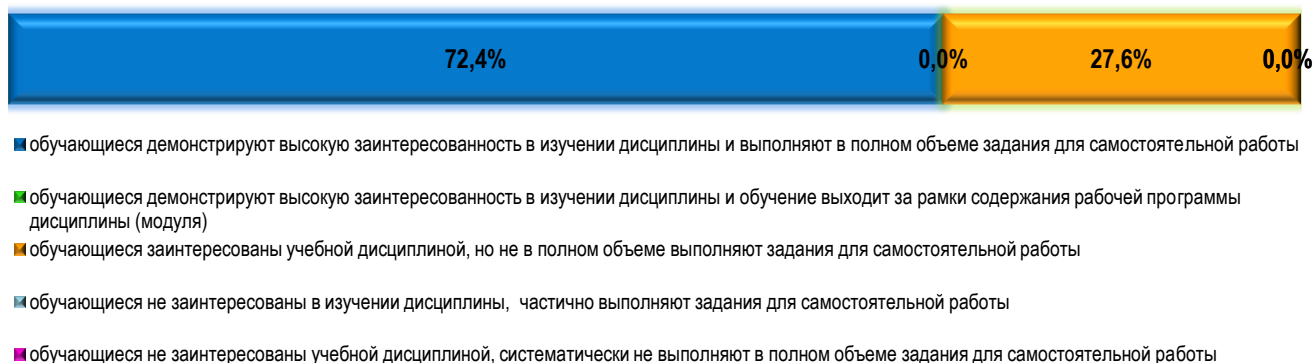 72,4% 0,0% 27,6% 0,0%
обучающиеся демонстрируют высокую заинтересованность в изучении дисциплины и выполняют в полном объеме задания для самостоятельной работы
обучающиеся демонстрируют высокую заинтересованность в изучении дисциплины и обучение выходит за рамки содержания рабочей программы
дисциплины (модуля)
обучающиеся заинтересованы учебной дисциплиной, но не в полном объеме выполняют задания для самостоятельной работы
обучающиеся не заинтересованы в изучении дисциплины, частично выполняют задания для самостоятельной работы
обучающиеся не заинтересованы учебной дисциплиной, систематически не выполняют в полном объеме задания для самостоятельной работы